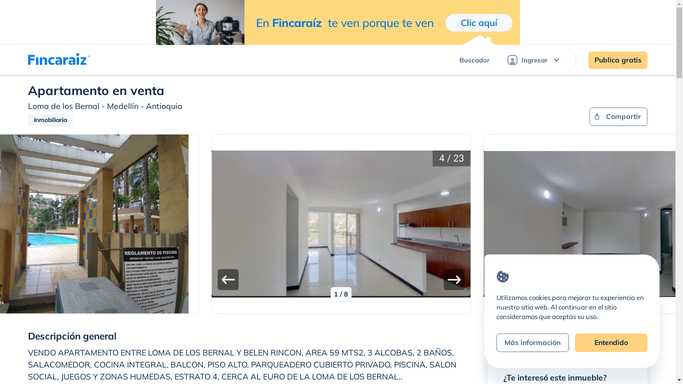 En Fincaraíz te ven porque te ven
Clic aquí
Fincaraíz
Buscador
Ingresar
Publica gratis
Apartamento en venta
Loma de los Bernal - Medellín - Antioquia
Inmobiliaria
Compartir
4 / 23
REGLAMENTO DE PISCINA
1 / 8
Utilizamos cookies para mejorar tu experiencia en
nuestro sitio web. Al continuar en el sitio
consideramos que aceptas su uso.
Más información
Entendido
Descripción general
VENDO APARTAMENTO ENTRE LOMA DE LOS BERNAL Y BELEN RINCON, AREA 59 MTS2, 3 ALCOBAS, 2 BAÑOS,
SALACOMEDOR, COCINA INTEGRAL, BALCON, PISO ALTO, PARQUEADERO CUBIERTO PRIVADO, PISCINA, SALON
SOCIAL, JUEGOS Y ZONAS HUMEDAS, ESTRATO 4, CERCA AL EURO DE LA LOMA DE LOS BERNAL..
¿Te interesó este inmueble?